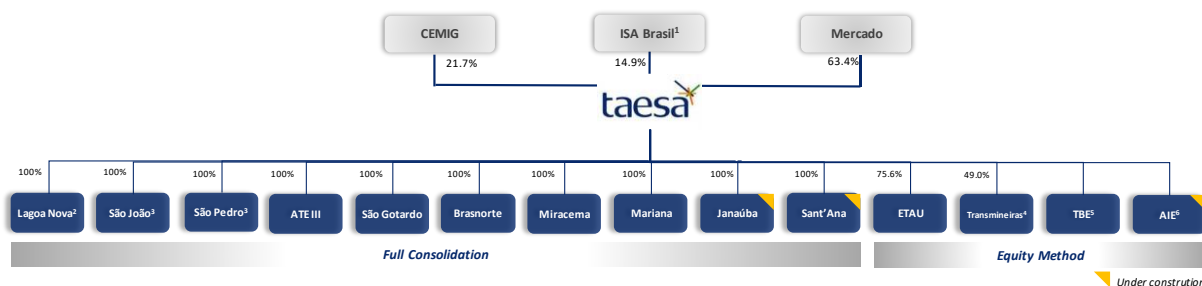 CEMIG
ISA Brasil¹
Mercado
21.7%
14.9%
63.4%
taesa
100%
100%
100%
100%
100%
100%
100%
100%
100%
100%
75.6%
49.0%
Lagoa Nova²
São João³
São Pedro³
ATE III
São Gotardo
Brasnorte
Miracema
Mariana
Janaúba
Sant’Ana
ETAU
Transmineiras⁴
TBE⁵
AIE⁶
Full Consolidation
Equity Method
Under constrution